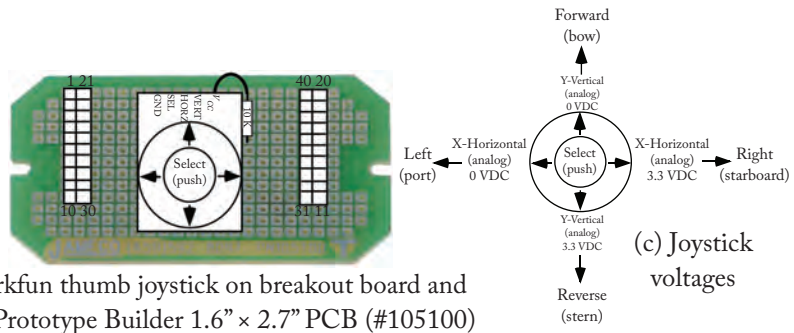 1 21
40 20
Vcc
VERT
HORZ
SEL
GND
10 K
Select
(push)
10 30
31 11
rkfun thumb joystick on breakout board and
Prototype Builder 1.6” × 2.7” PCB (#105100)
Forward
(bow)
Y-Vertical
(analog)
0 VDC
X-Horizontal
(analog)
0 VDC
Left
(port)
Select
(push)
X-Horizontal
(analog)
3.3 VDC
Right
(starboard)
Y-Vertical
(analog)
3.3 VDC
Reverse
(stern)
(c) Joystick
voltages